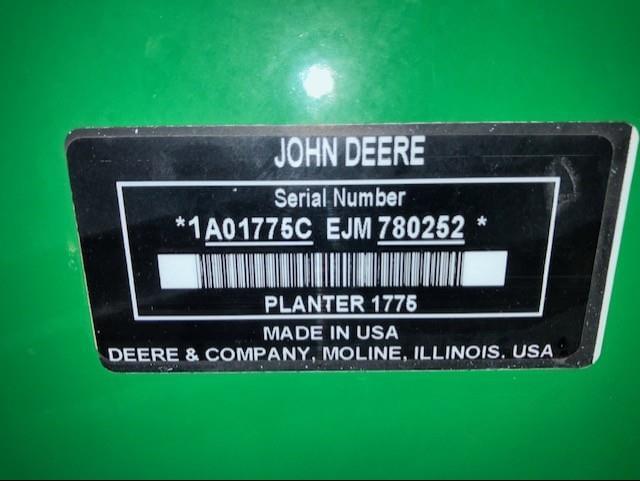 JOHN DEERE
Serial Number
*1A01775C EJM 780252 *
PLANTER 1775
MADE IN USA
DEERE & COMPANY, MOLINE, ILLINOIS, USA